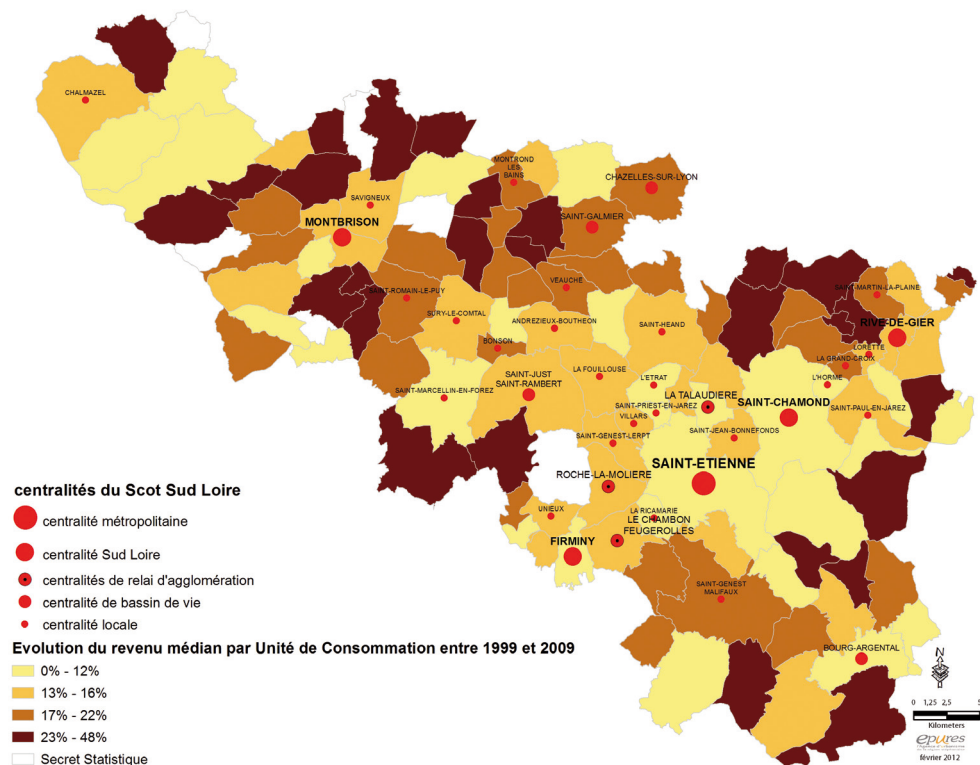 CHALMAZEL
MONTROND
LES
BAINS
CHAZELLES-SUR-LYON
SAVIGNEUX
MONTBRISON
SAINT-GALMIER
VEAUCHE
SAINT-ROMAIN-LE-PUY
SAINT-MARTIN-LA-PLAINE
SURY-LE-COMTAL
ANDREZIEUX-BOUTHEON
SAINT-HEAND
RIVE-DE-GIER
BONSON
LORETTE
LA GRAND-CROIX
SAINT-JUST
SAINT-RAMBERT
LA FOUILLOUSE
L'ETRAT
L'HORME
SAINT-MARCELLIN-EN-FOREZ
LA TALAUDIERE
SAINT-CHAMOND
SAINT-PRIEST-EN-JAREZ
SAINT-PAUL-EN-JAREZ
VILLARS
SAINT-JEAN-BONNEFONDS
SAINT-GENEST-LERPT
SAINT-ETIENNE
ROCHE-LA-MOLIERE
UNIEUX
LA RICAMARIE
LE CHAMBON
FEUGEROLLES
FIRMINY
SAINT-GENEST
MALIFAUX
BOURG-ARGENTAL
centralités du Scot Sud Loire
centralité métropolitaine
centralité Sud Loire
centralités de relai d'agglomération
centralité de bassin de vie
centralité locale
Evolution du revenu médian par Unité de Consommation entre 1999 et 2009
0% - 12%
13% - 16%
17% - 22%
23% - 48%
Secret Statistique
N
0 1,25 2,5 5
Kilometers
epures
février 2012